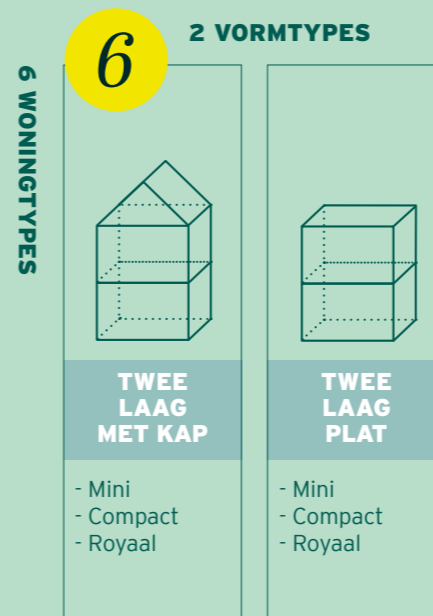 6
2 VORMTYPES
6 WONINGTYPES
TWEE
LAAG
MET KAP
- Mini
- Compact
- Royaal
TWEE
LAAG
PLAT
- Mini
- Compact
- Royaal